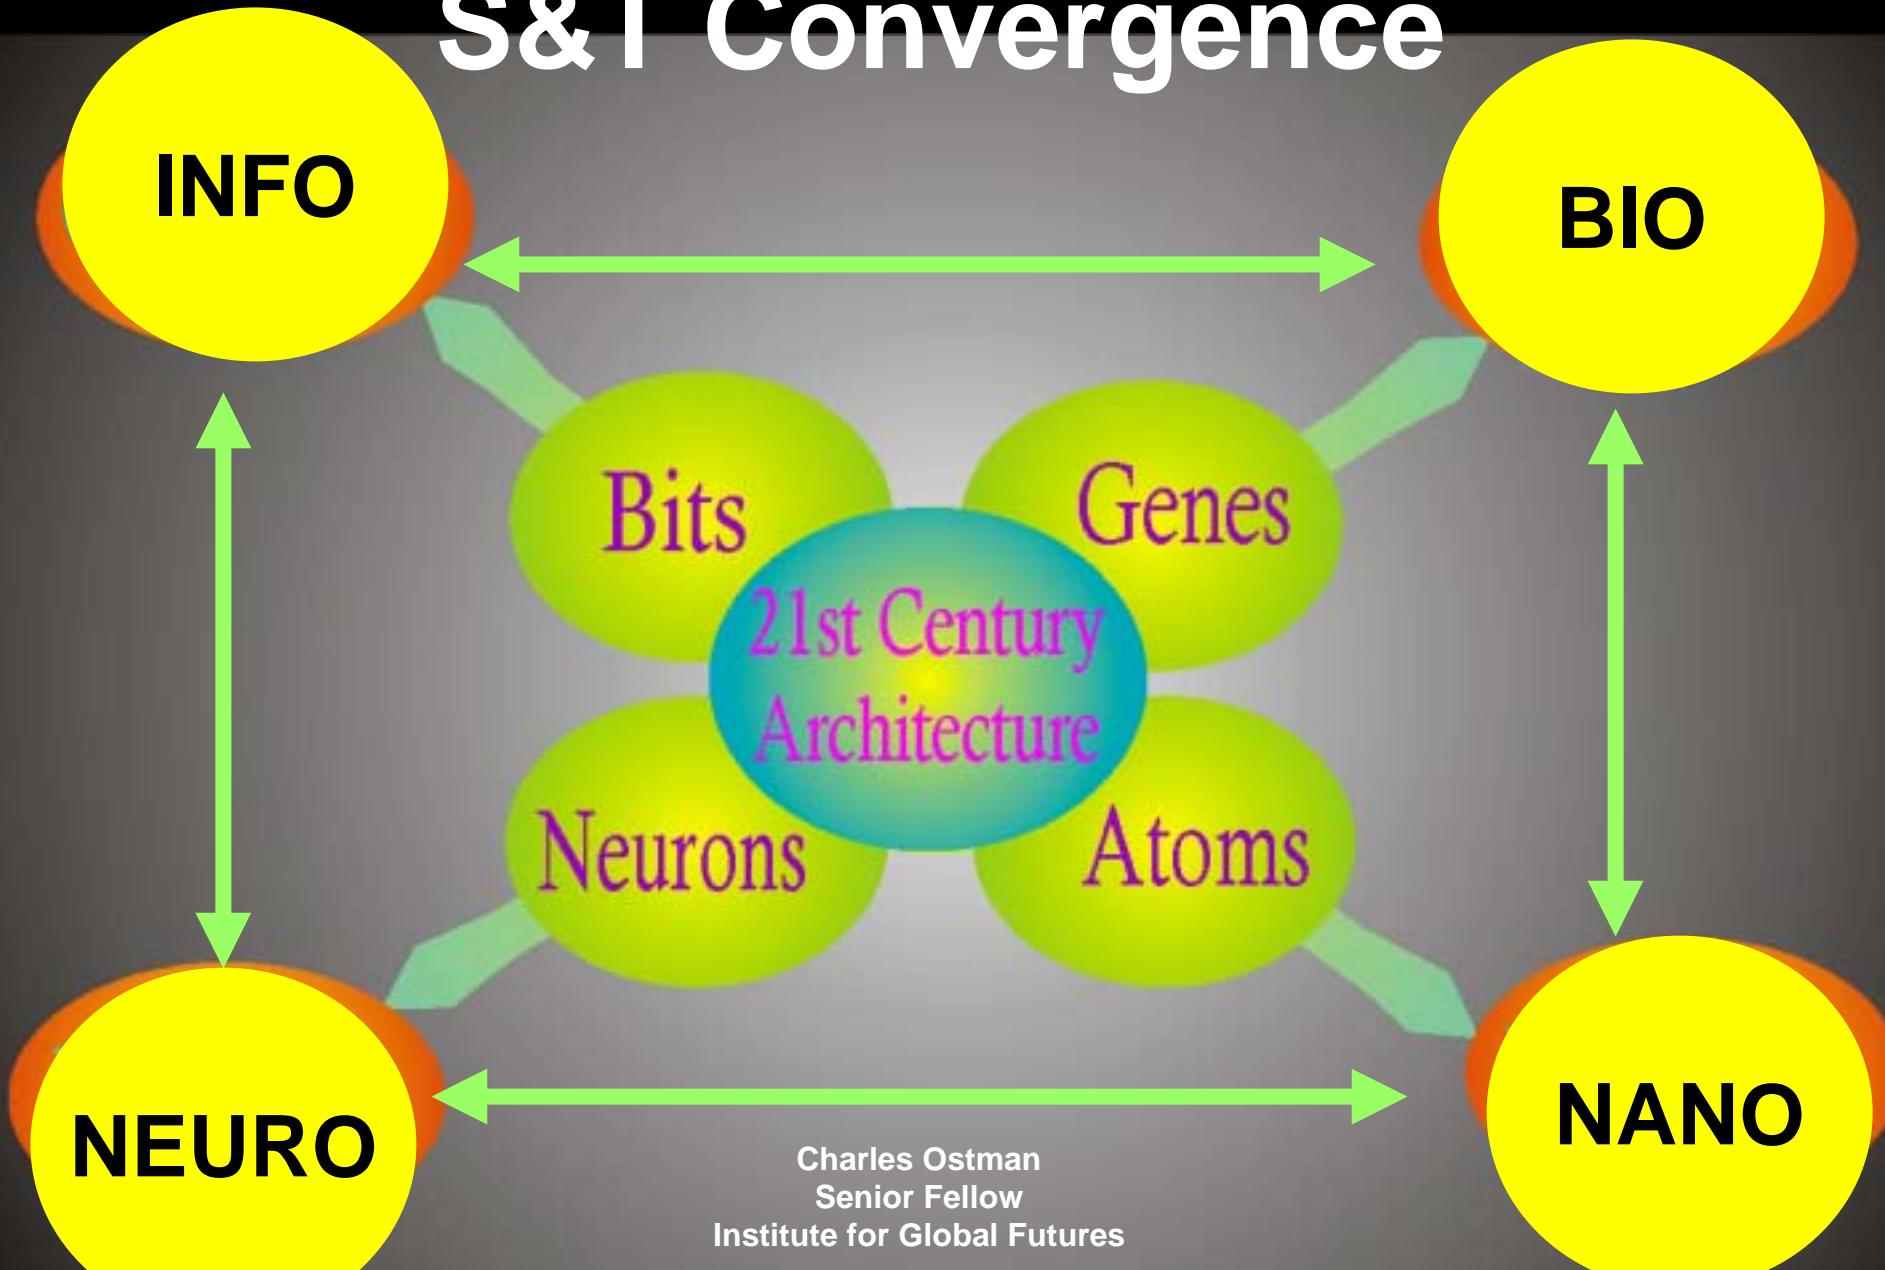 S&T Convergence
INFO
BIO
Bits
Genes
21st Century
Architecture
Neurons
Atoms
NEURO
NANO
Charles Ostman
Senior Fellow
Institute for Global Futures